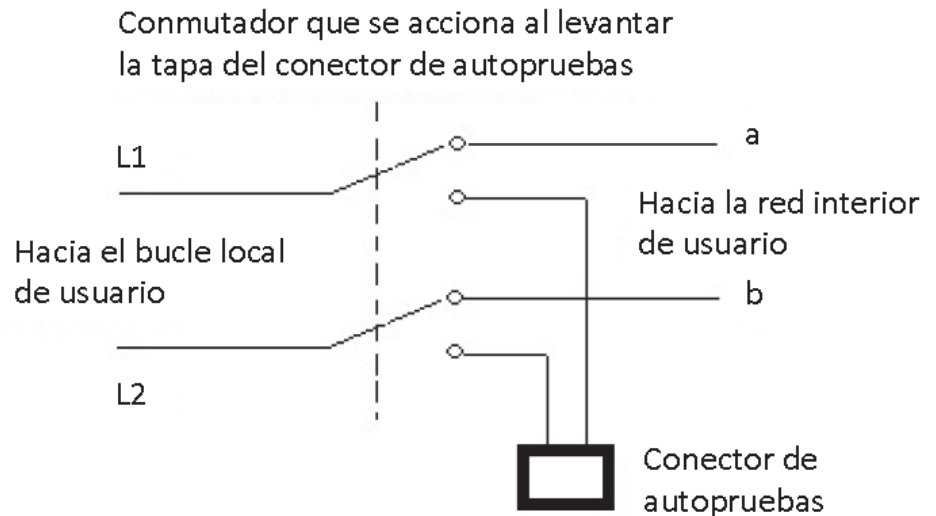 Conmutador que se acciona al levantar
la tapa del conector de autopruebas
L1
a
Hacia la red interior
de usuario
Hacia el bucle local
de usuario
b
L2
Conector de
autopruebas